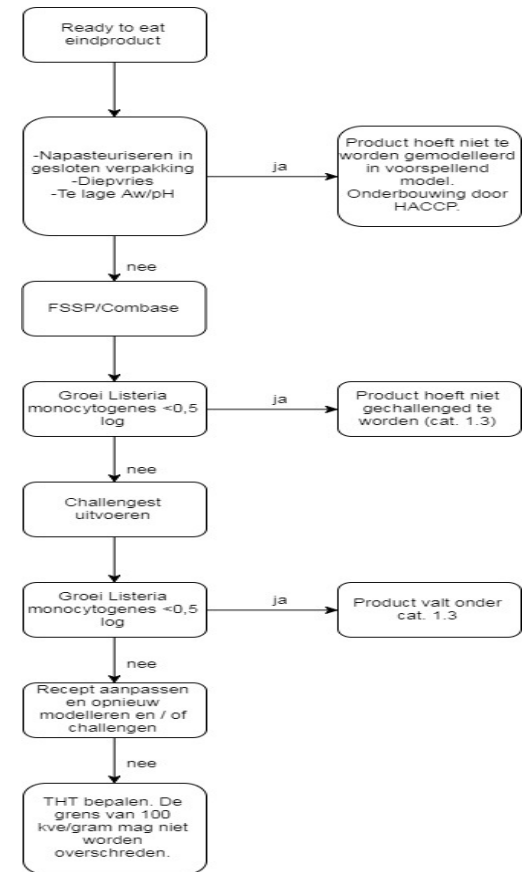 Ready to eat
eindproduct
-Napasteuriseren in
gesloten verpakking
-Diepvries
-Te lage Aw/pH
ja
Product hoeft niet te
worden gemodelleerd
in voorspellend
model.
Onderbouwing door
HACCP.
nee
FSSP/Combase
Groei Listeria
monocytogenes <0,5
log
ja
Product hoeft niet
gechallenged te
worden (cat. 1.3)
nee
Challengest
uitvoeren
Groei Listeria
monocytogenes <0,5
log
ja
Product valt onder
cat. 1.3
nee
Recept aanpassen
en opnieuw
modelleren en / of
challengen
nee
THT bepalen. De
grens van 100
kve/gram mag niet
worden
overschreden.